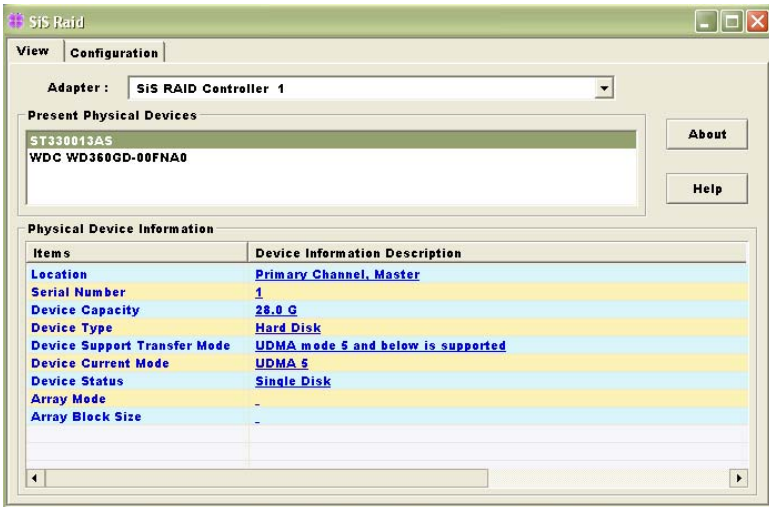 SiS Raid
View Configuration
Adapter : SiS RAID Controller 1
Present Physical Devices
ST330013AS
WDC WD360GD-00FNA0
About
Help
Physical Device Information
Items Device Information Description
Location Primary Channel, Master
Serial Number 1
Device Capacity 28.0 G
Device Type Hard Disk
Device Support Transfer Mode UDMA mode 5 and below is supported
Device Current Mode UDMA 5
Device Status Single Disk
Array Mode -
Array Block Size -